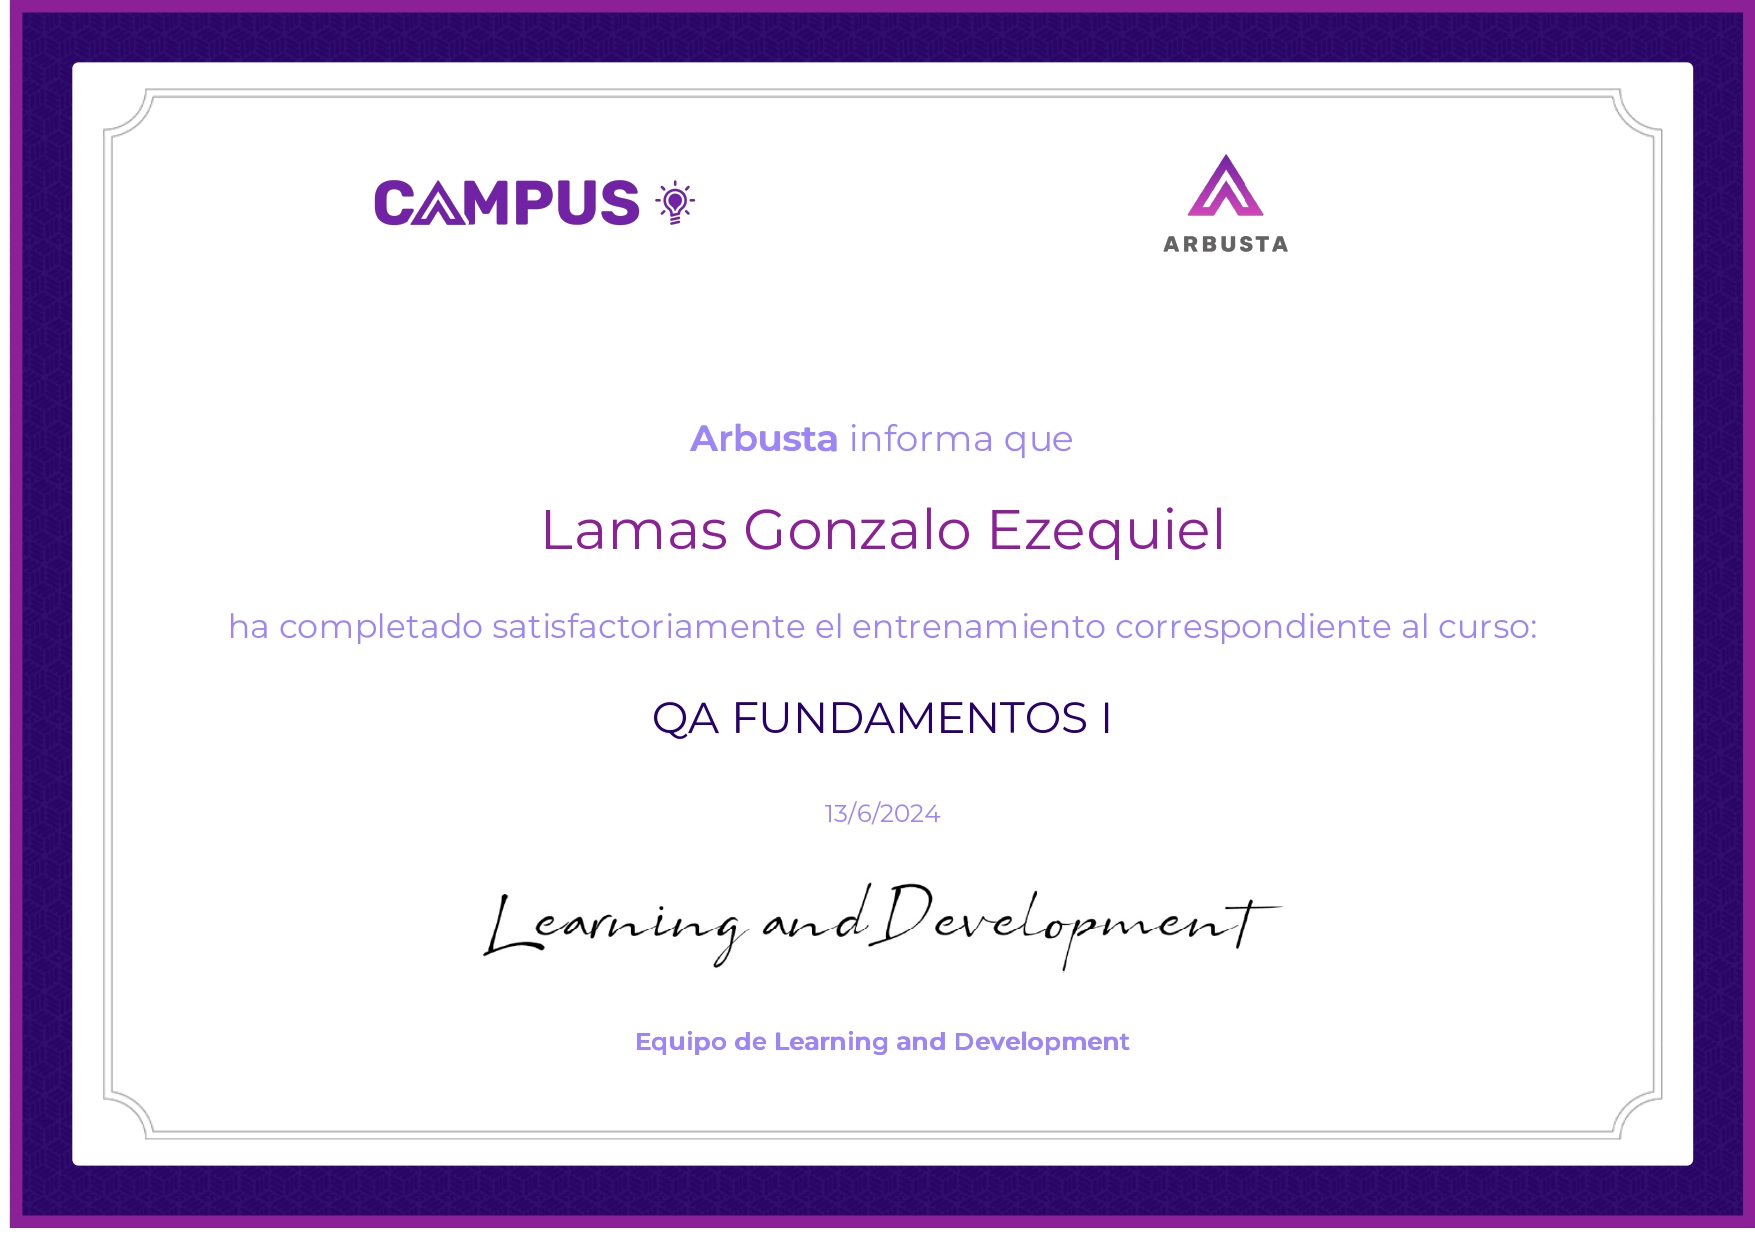 CAMPUS
ARBUSTA
Arbusta informa que
Lamas Gonzalo Ezequiel
ha completado satisfactoriamente el entrenamiento correspondiente al curso:
QA FUNDAMENTOS I
13/6/2024
Learning and Development
Equipo de Learning and Development